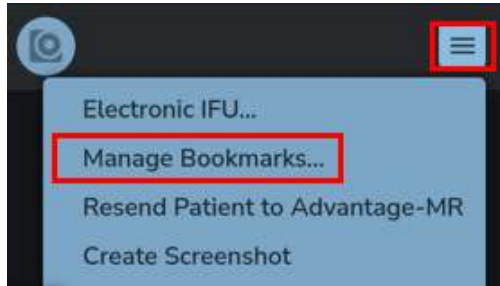 Electronic IFU...
Manage Bookmarks...
Resend Patient to Advantage-MR
Create Screenshot